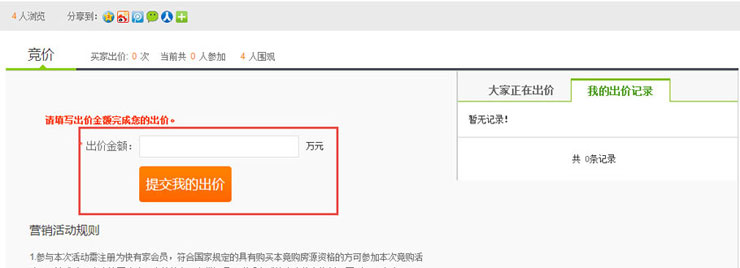 4 人浏览 分享到：
竞价 买家出价: 0 次 当前共 0 人参加 4 人围观
大家正在出价 我的出价记录
请填写出价金额完成您的出价。
暂无记录!
* 出价金额： 万元
共 0条记录
提交我的出价
营销活动规则
1.参与本次活动需注册为快有家会员，符合国家规定的具有购买本竞购房源资格的方可参加本次竞购活